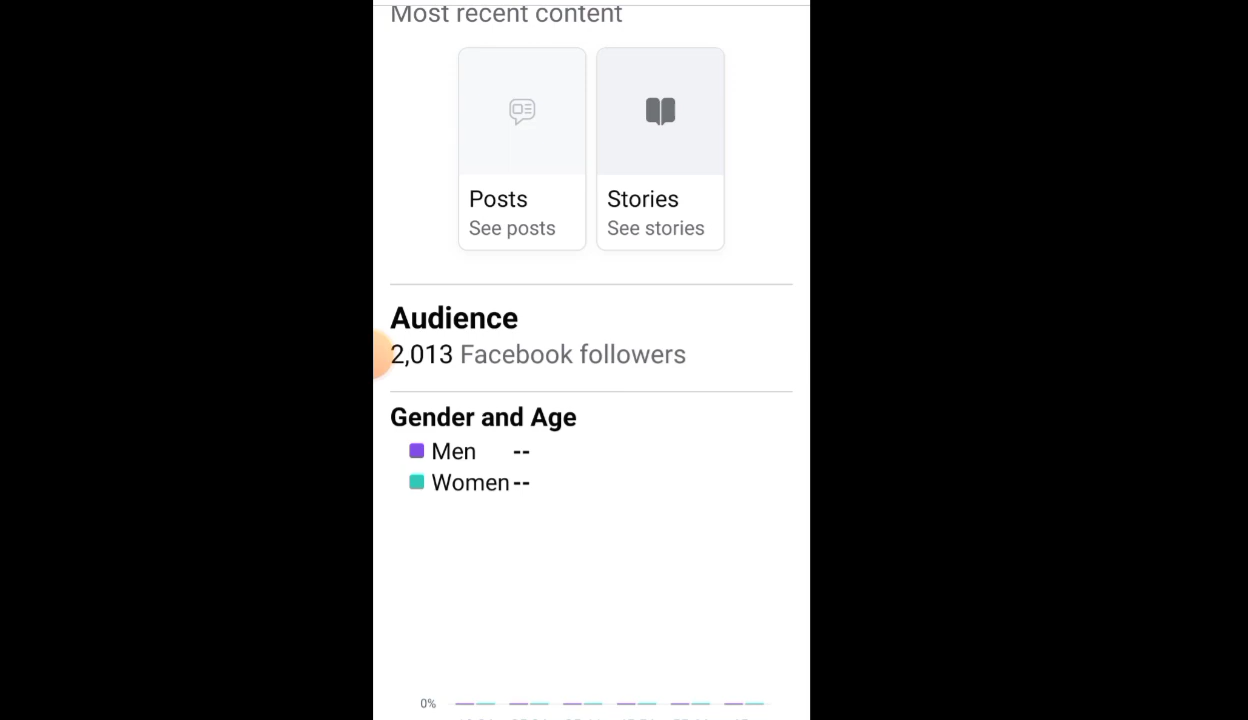 Most recent content
Posts
See posts
Stories
See stories
Audience
2,013 Facebook followers
Gender and Age
Men --
Women --
0%